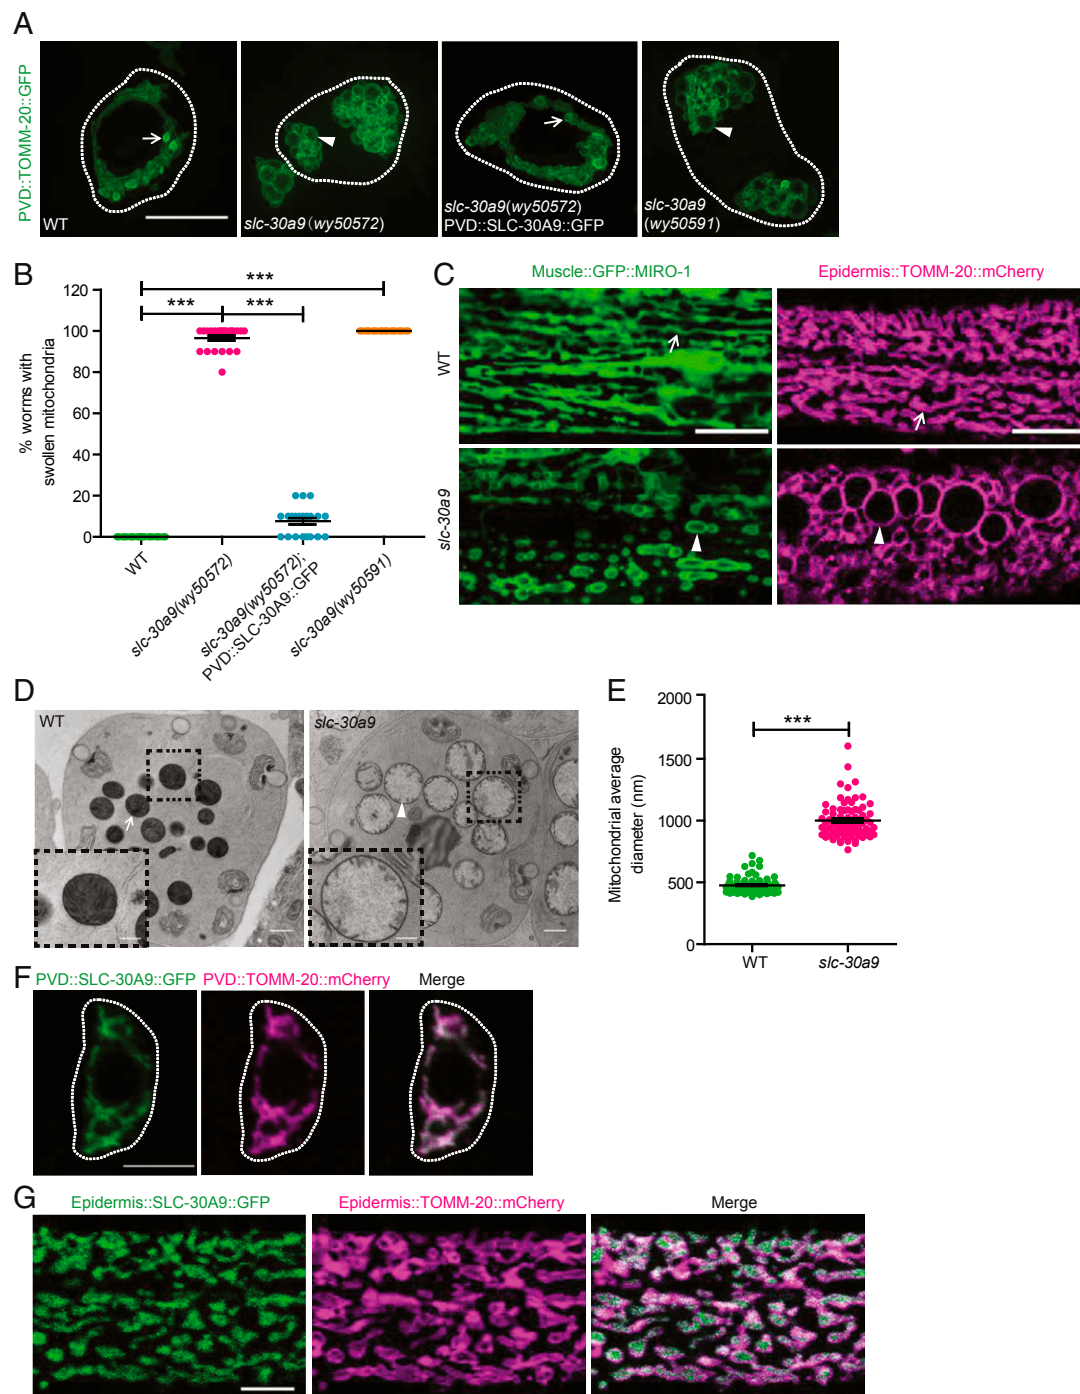 A
PVD::TOMM-20::GFP
WT
slc-30a9(wy50572)
slc-30a9(wy50572)
PVD::SLC-30A9::GFP
slc-30a9
(wy50591)
B
% worms with
swollen mitochondria
120
100
80
60
40
20
0
***
***
***
WT
slc-30a9(wy50572)
slc-30a9(wy50572);
PVD::SLC-30A9::GFP
slc-30a9(wy50591)
C
Muscle::GFP::MIRO-1
Epidermis::TOMM-20::mCherry
WT
slc-30a9
D
WT
slc-30a9
E
Mitochondrial average
diameter (nm)
2000
1500
1000
500
0
***
WT
slc-30a9
F
PVD::SLC-30A9::GFP
PVD::TOMM-20::mCherry
Merge
G
Epidermis::SLC-30A9::GFP
Epidermis::TOMM-20::mCherry
Merge